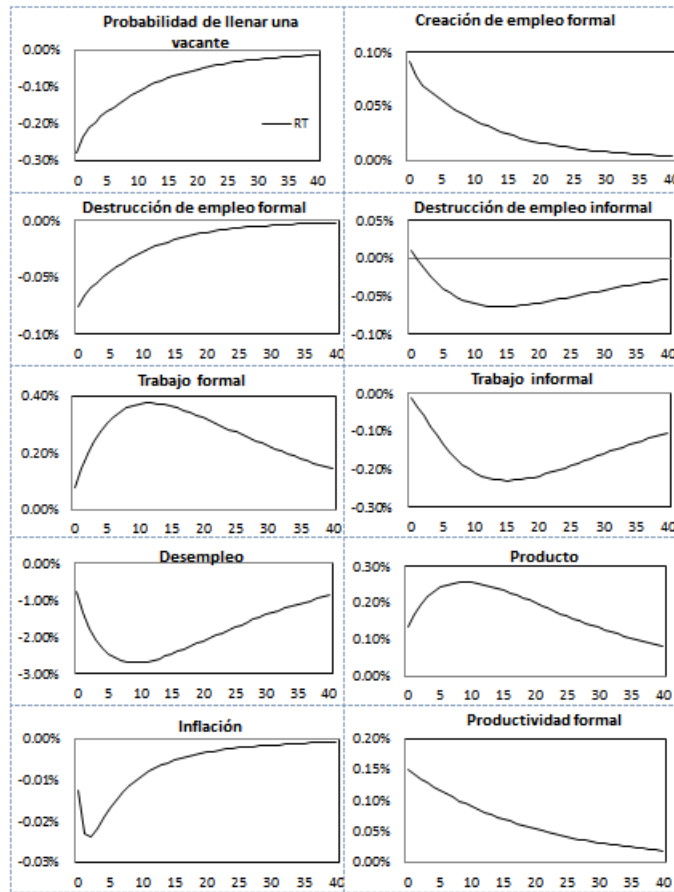 Probabilidad de llenar una
vacante
0.00%
-0.10%
-0.20%
-0.30%
RT
0 5 10 15 20 25 30 35 40
Creación de empleo formal
0.10%
0.05%
0.00%
0 5 10 15 20 25 30 35 40
Destrucción de empleo formal
0.00%
-0.05%
-0.10%
0 5 10 15 20 25 30 35 40
Destrucción de empleo informal
0.05%
0.00%
-0.05%
-0.10%
0 5 10 15 20 25 30 35 40
Trabajo formal
0.40%
0.20%
0.00%
0 5 10 15 20 25 30 35 40
Trabajo informal
0.00%
-0.10%
-0.20%
-0.30%
0 5 10 15 20 25 30 35 40
Desempleo
0.00%
-1.00%
-2.00%
-3.00%
0 5 10 15 20 25 30 35 40
Producto
0.30%
0.20%
0.10%
0.00%
0 5 10 15 20 25 30 35 40
Inflación
0.00%
-0.01%
-0.02%
-0.03%
0 5 10 15 20 25 30 35 40
Productividad formal
0.20%
0.15%
0.10%
0.05%
0.00%
0 5 10 15 20 25 30 35 40